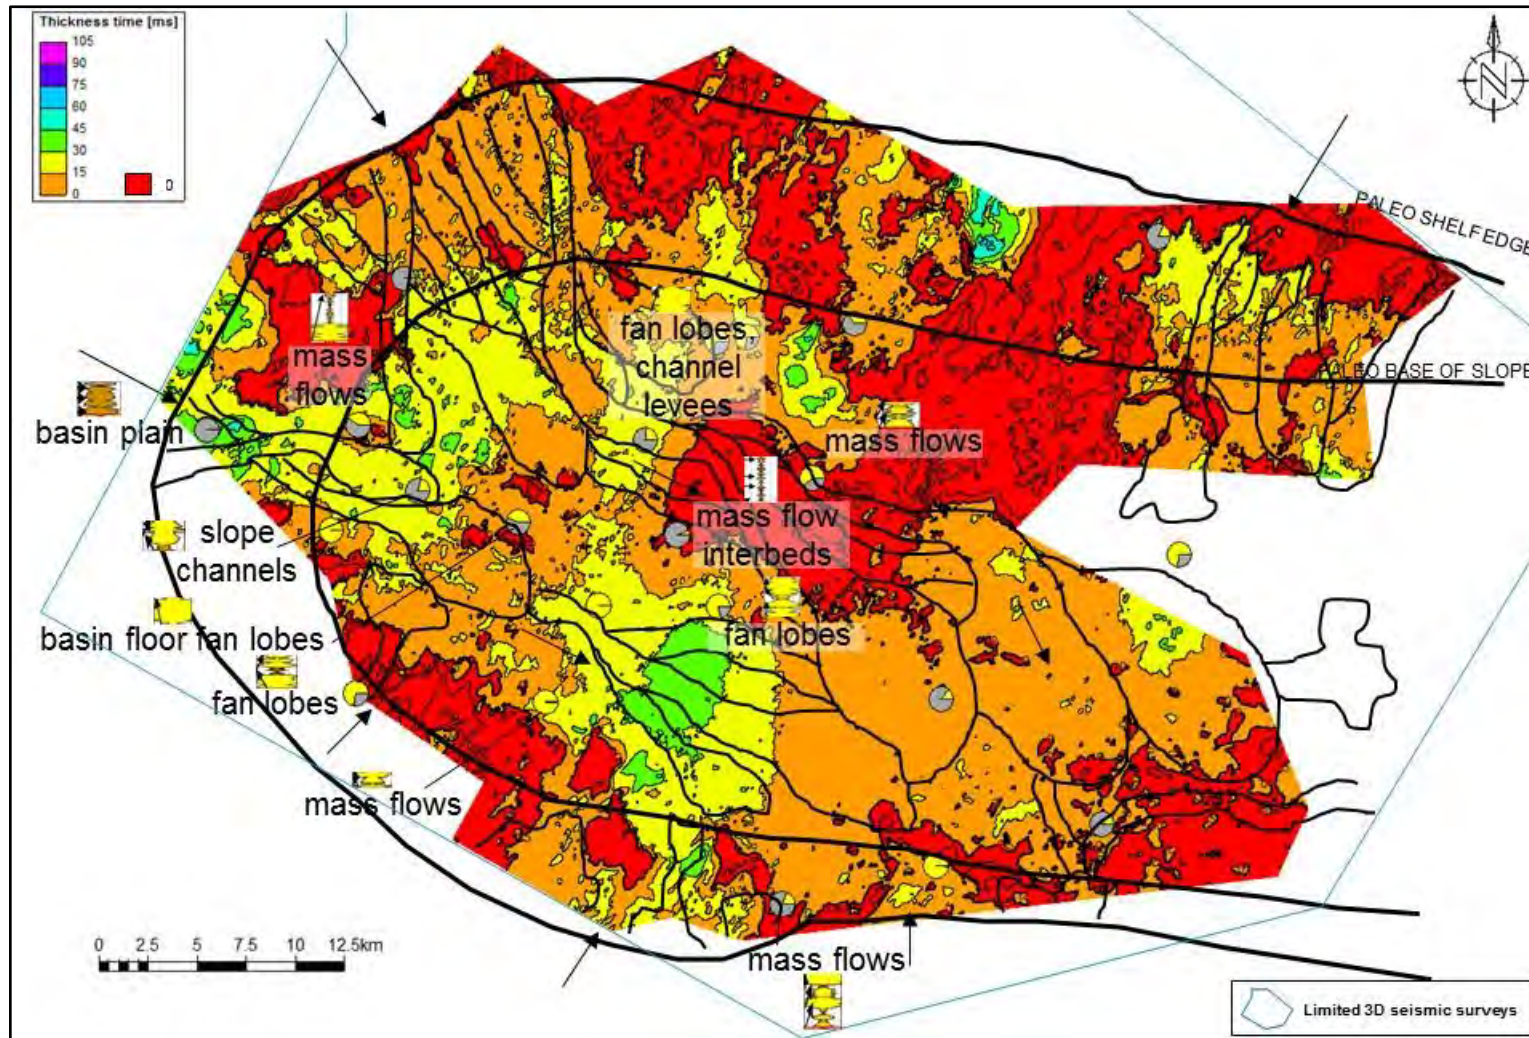 Thickness time [ms]
105
90
75
60
45
30
15
0
0
N
PALEO SHELF EDGE
PALEO BASE OF SLOPE
fan lobes
channel
levees
mass
flows
mass flows
basin plain
mass flow
interbeds
slope
channels
fan lobes
basin floor fan lobes
fan lobes
mass flows
mass flows
0 2.5 5 7.5 10 12.5km
Limited 3D seismic surveys